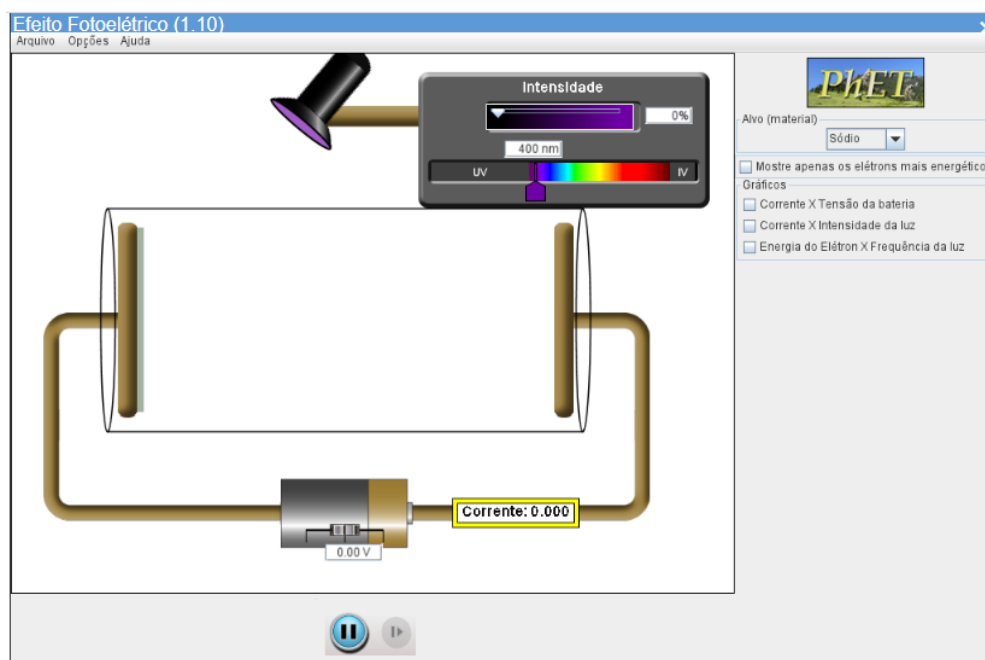 Efeito Fotoelétrico (1.10)
Arquivo Opções Ajuda
Intensidade
0%
400 nm
UV
IV
PhET
Alvo (material)
Sódio
Mostre apenas os elétrons mais energético
Gráficos
Corrente X Tensão da bateria
Corrente X Intensidade da luz
Energia do Elétron X Frequência da luz
Corrente: 0.000
0.00 V